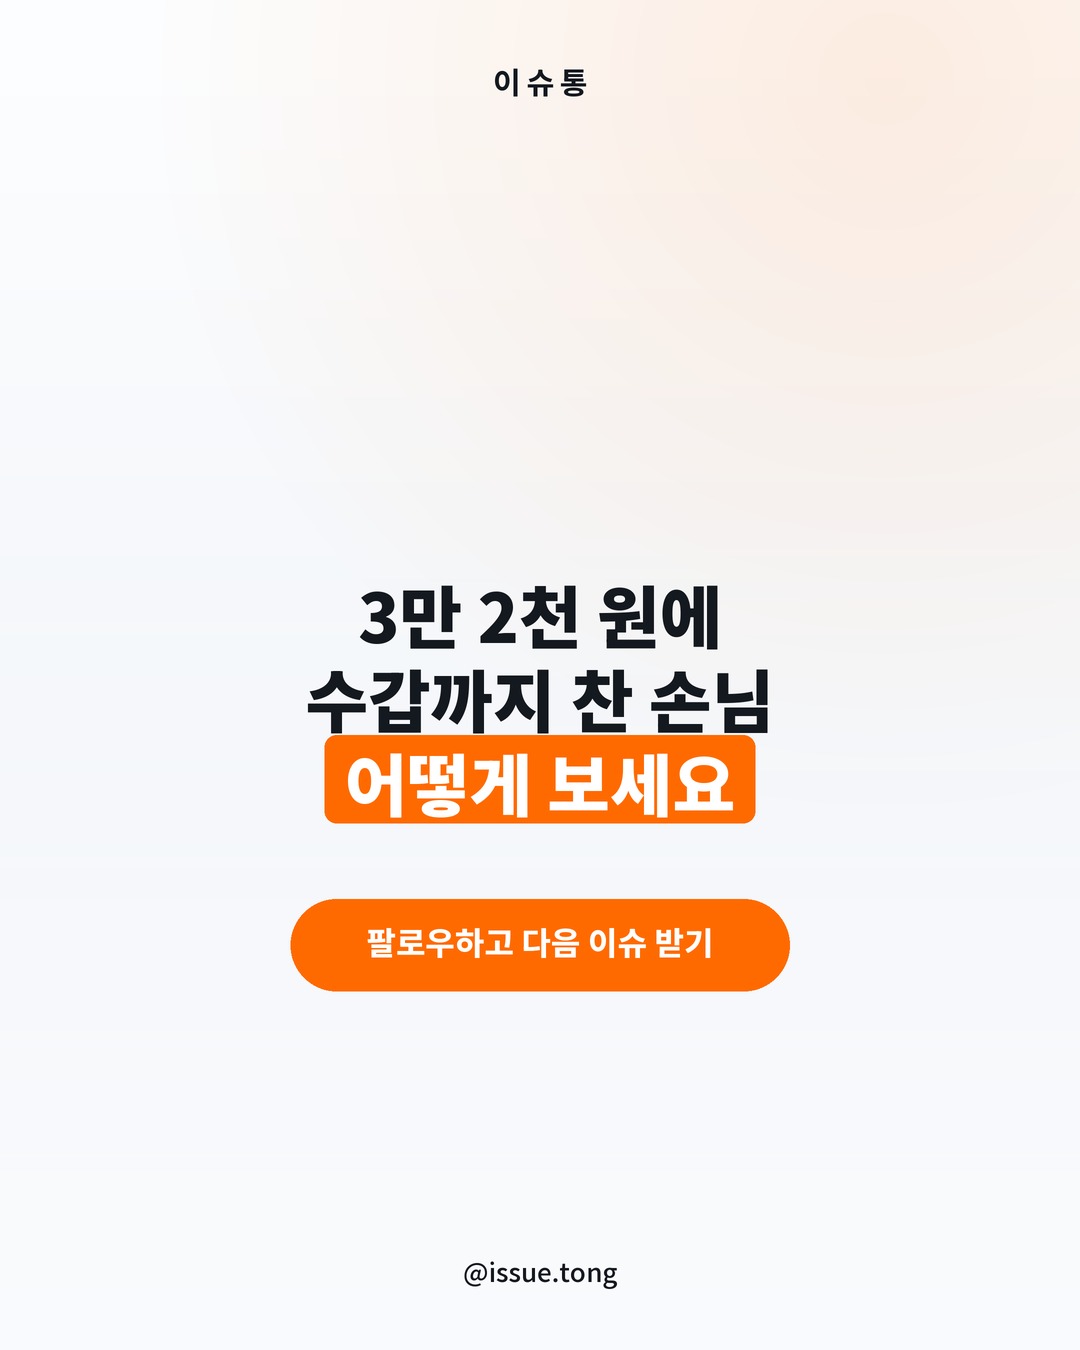 이슈통
3만 2천 원에
수갑까지 찬 손님
어떻게 보세요
팔로우하고 다음 이슈 받기
@issue.tong